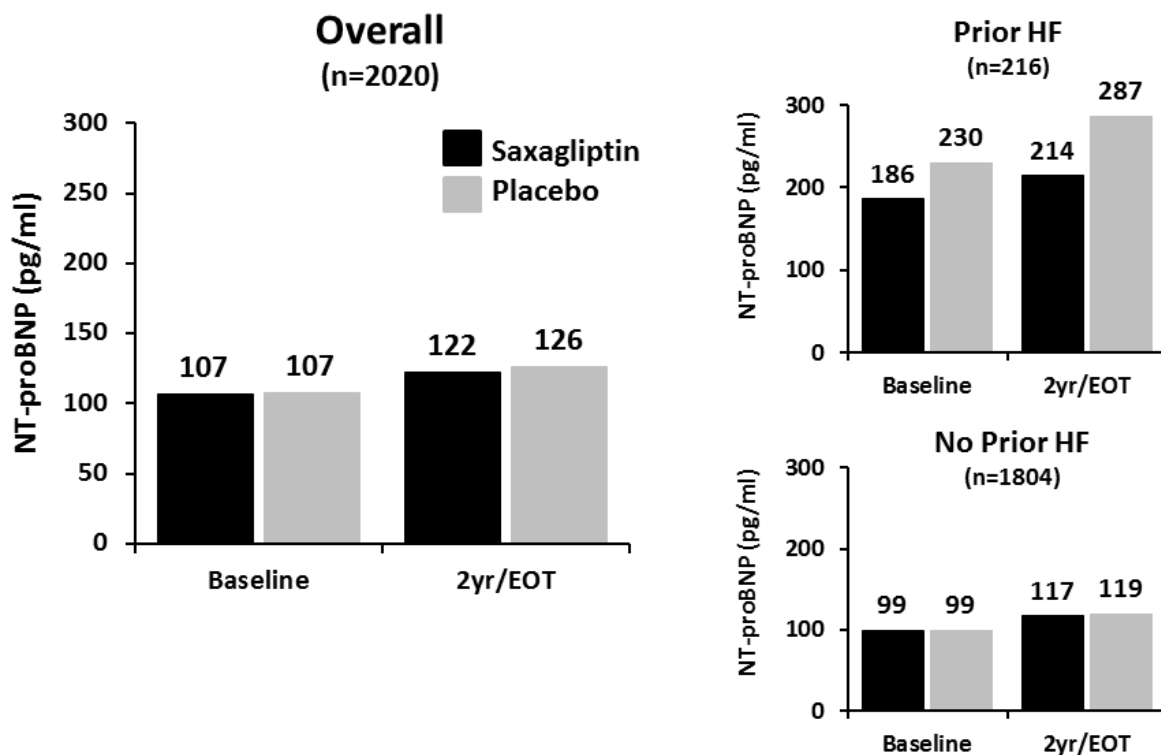 Overall
(n=2020)
NT-proBNP (pg/ml)
300
250
200
150
100
50
0
Saxagliptin
Placebo
107
107
122
126
Baseline
2yr/EOT
Prior HF
(n=216)
NT-proBNP (pg/ml)
300
200
100
0
186
230
214
287
Baseline
2yr/EOT
No Prior HF
(n=1804)
NT-proBNP (pg/ml)
300
200
100
0
99
99
117
119
Baseline
2yr/EOT